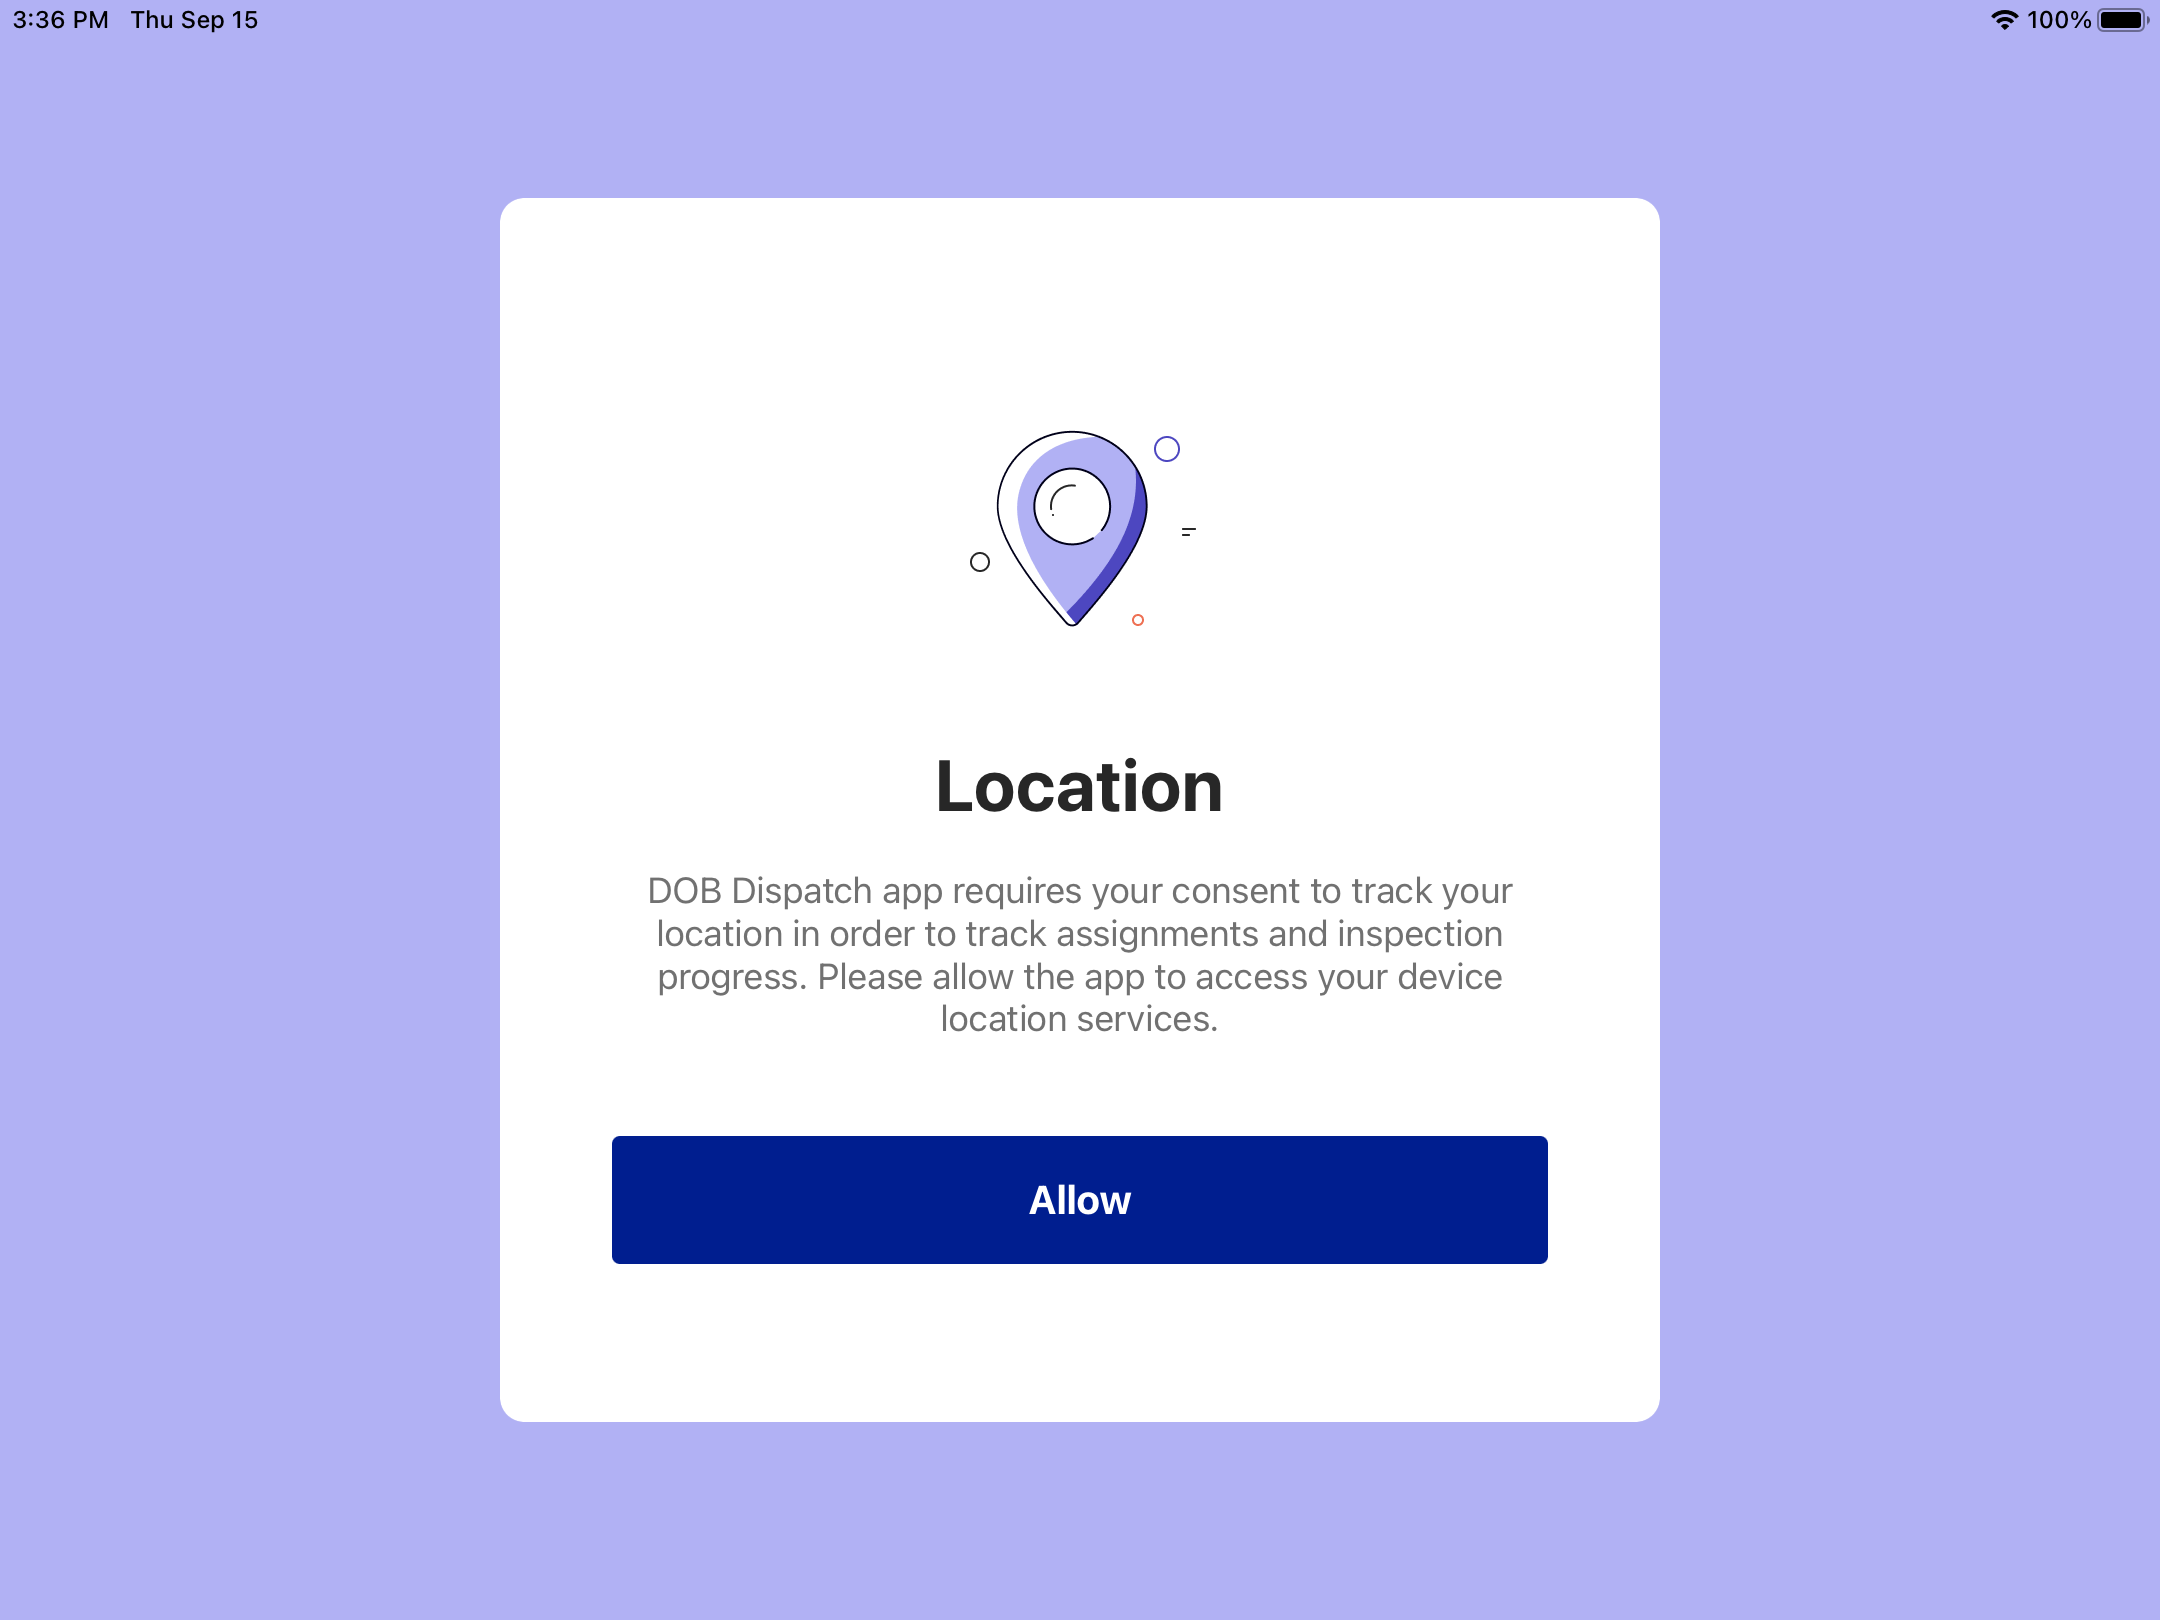 3:36 PM Thu Sep 15
100%
Location
DOB Dispatch app requires your consent to track your
location in order to track assignments and inspection
progress. Please allow the app to access your device
location services.
Allow